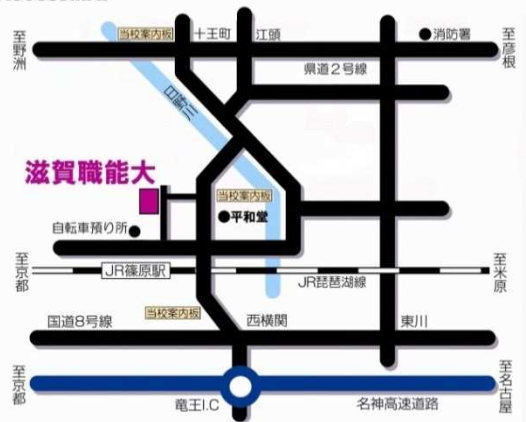 至野洲
当校案内板
十王町
江頭
消防署
至彦根
県道2号線
日野川
滋賀職能大
当校案内板
平和堂
自転車預り所
至京都
JR篠原駅
JR琵琶湖線
至米原
当校案内板
国道8号線
西横関
東川
至京都
竜王I.C
名神高速道路
至名古屋